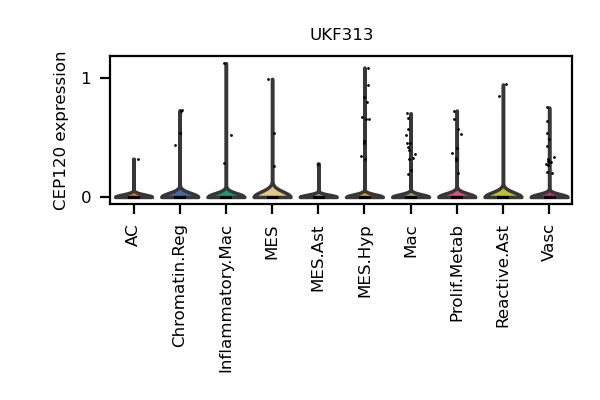 UKF313
CEP120 expression
1
0
AC
Chromatin.Reg
Inflammatory.Mac
MES
MES.Ast
MES.Hyp
Mac
Prolif.Metab
Reactive.Ast
Vasc